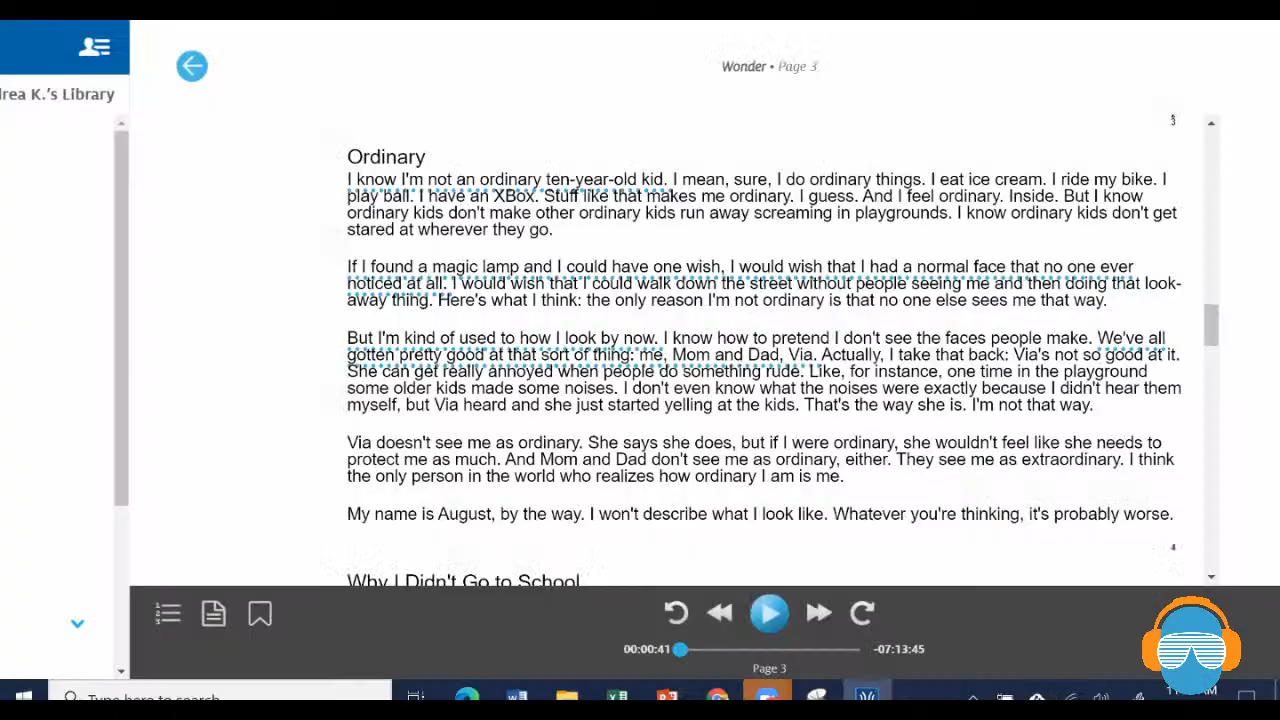 Wonder • Page 3
rea K.'s Library
3
Ordinary
I know I'm not an ordinary ten-year-old kid. I mean, sure, I do ordinary things. I eat ice cream. I ride my bike. I
play ball. I have an XBox. Stuff like that makes me ordinary. I guess. And I feel ordinary. Inside. But I know
ordinary kids don't make other ordinary kids run away screaming in playgrounds. I know ordinary kids don't get
stared at wherever they go.
If I found a magic lamp and I could have one wish, I would wish that I had a normal face that no one ever
noticed at all. I would wish that I could walk down the street without people seeing me and then doing that look-
away thing. Here's what I think: the only reason I'm not ordinary is that no one else sees me that way.
But I'm kind of used to how I look by now. I know how to pretend I don't see the faces people make. We've all
gotten pretty good at that sort of thing: me, Mom and Dad, Via. Actually, I take that back: Via's not so good at it.
She can get really annoyed when people do something rude. Like, for instance, one time in the playground
some older kids made some noises. I don't even know what the noises were exactly because I didn't hear them
myself, but Via heard and she just started yelling at the kids. That's the way she is. I'm not that way.
Via doesn't see me as ordinary. She says she does, but if I were ordinary, she wouldn't feel like she needs to
protect me as much. And Mom and Dad don't see me as ordinary, either. They see me as extraordinary. I think
the only person in the world who realizes how ordinary I am is me.
My name is August, by the way. I won't describe what I look like. Whatever you're thinking, it's probably worse.
4
Why I Didn't Go to School
00:00:41
-07:13:45
Page 3
Type here to search